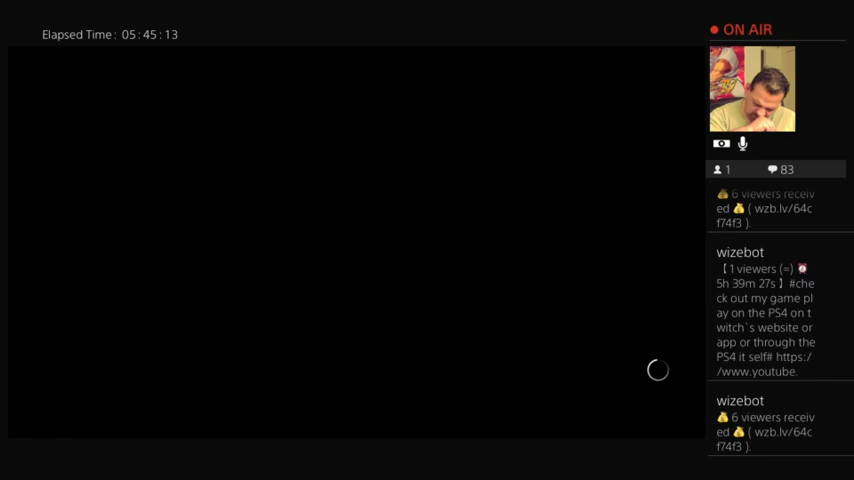 Elapsed Time: 05:45:13
ON AIR
1 83
💰 6 viewers receiv
ed 💰 ( wzb.lv/64c
f74f3 ).
wizebot
【 1 viewers (=) ⏰
5h 39m 27s 】 #che
ck out my game pl
ay on the PS4 on t
witch`s website or
app or through the
PS4 it self# https:/
/www.youtube.
wizebot
💰 6 viewers receiv
ed 💰 ( wzb.lv/64c
f74f3 ).